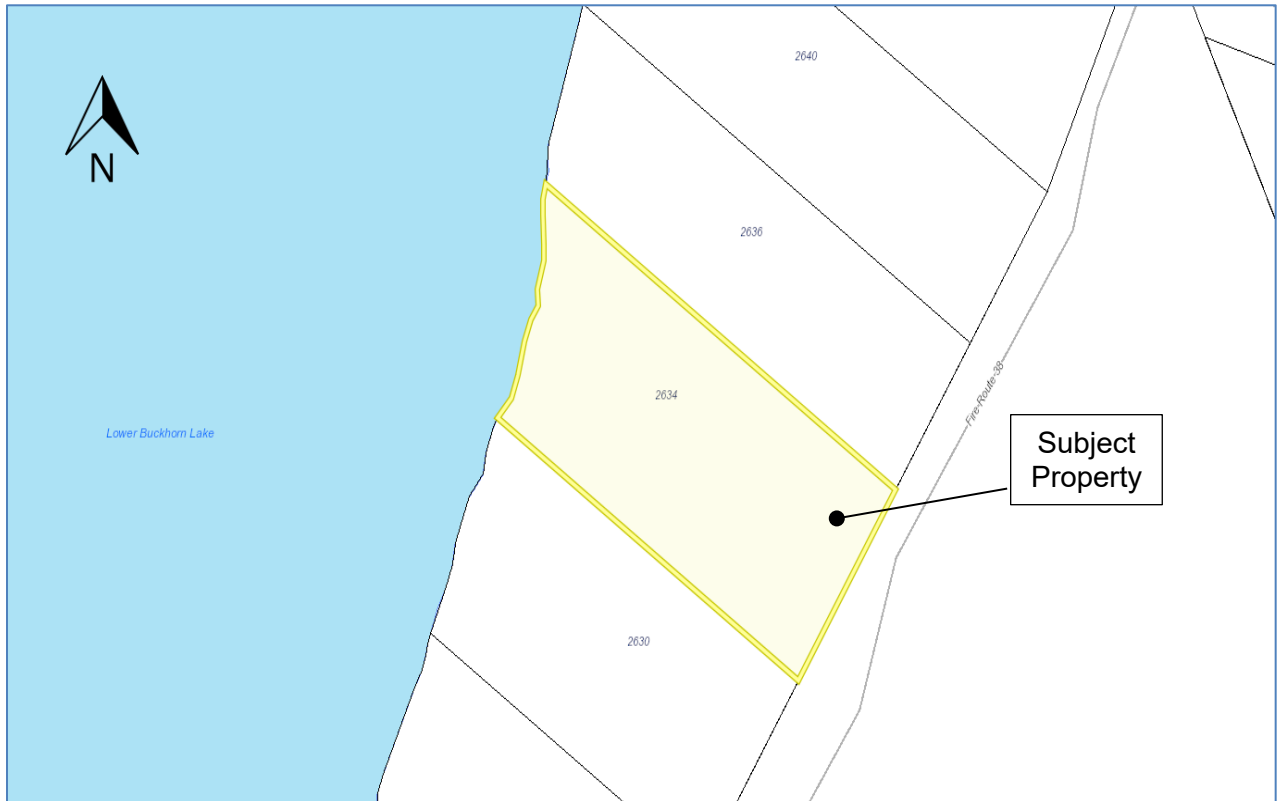 2640
N
2636
Fire-Route-38
2634
Lower Buckhorn Lake
Subject
Property
2630